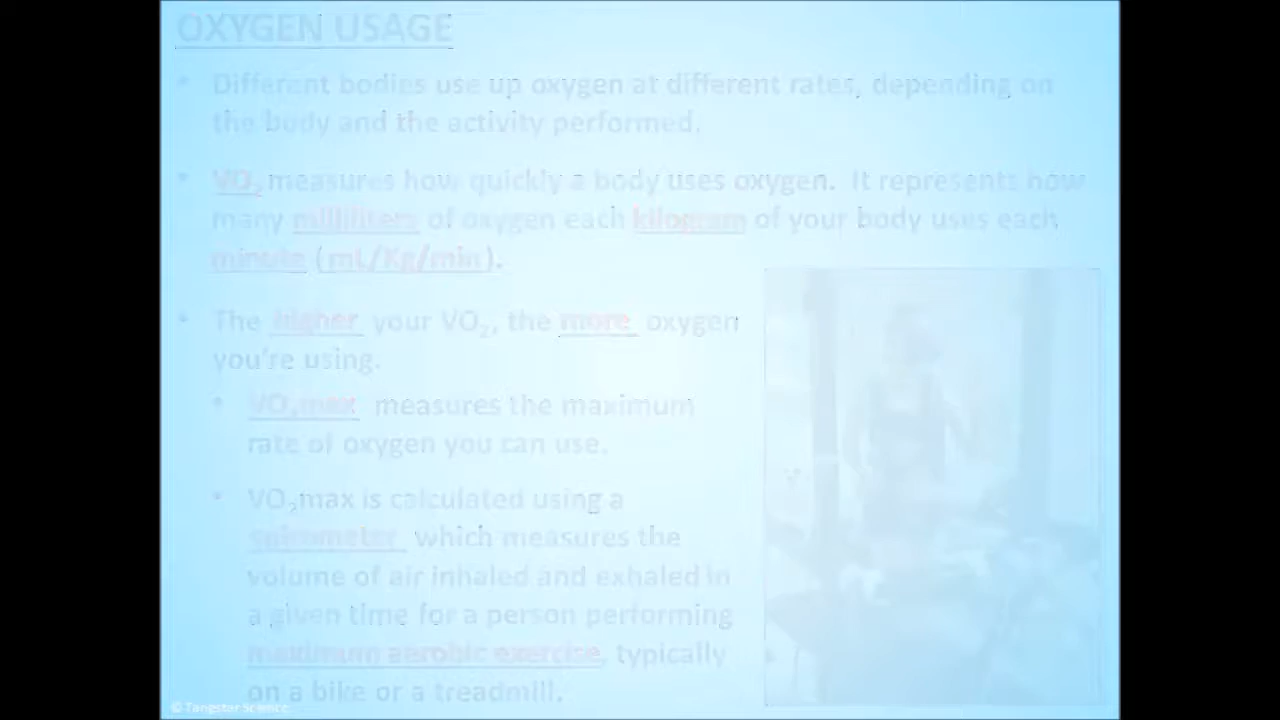 OXYGEN USAGE
• Different bodies use up oxygen at different rates, depending on
the body and the activity performed.
• VO₂ measures how quickly a body uses oxygen. It represents how
many milliliters of oxygen each kilogram of your body uses each
minute (mL/Kg/min).
• The higher your VO₂, the more oxygen
you're using.
• VO₂max measures the maximum
rate of oxygen you can use.
• VO₂max is calculated using a
spirometer which measures the
volume of air inhaled and exhaled in
a given time for a person performing
maximum aerobic exercise, typically
on a bike or a treadmill.
© Tangstar Science